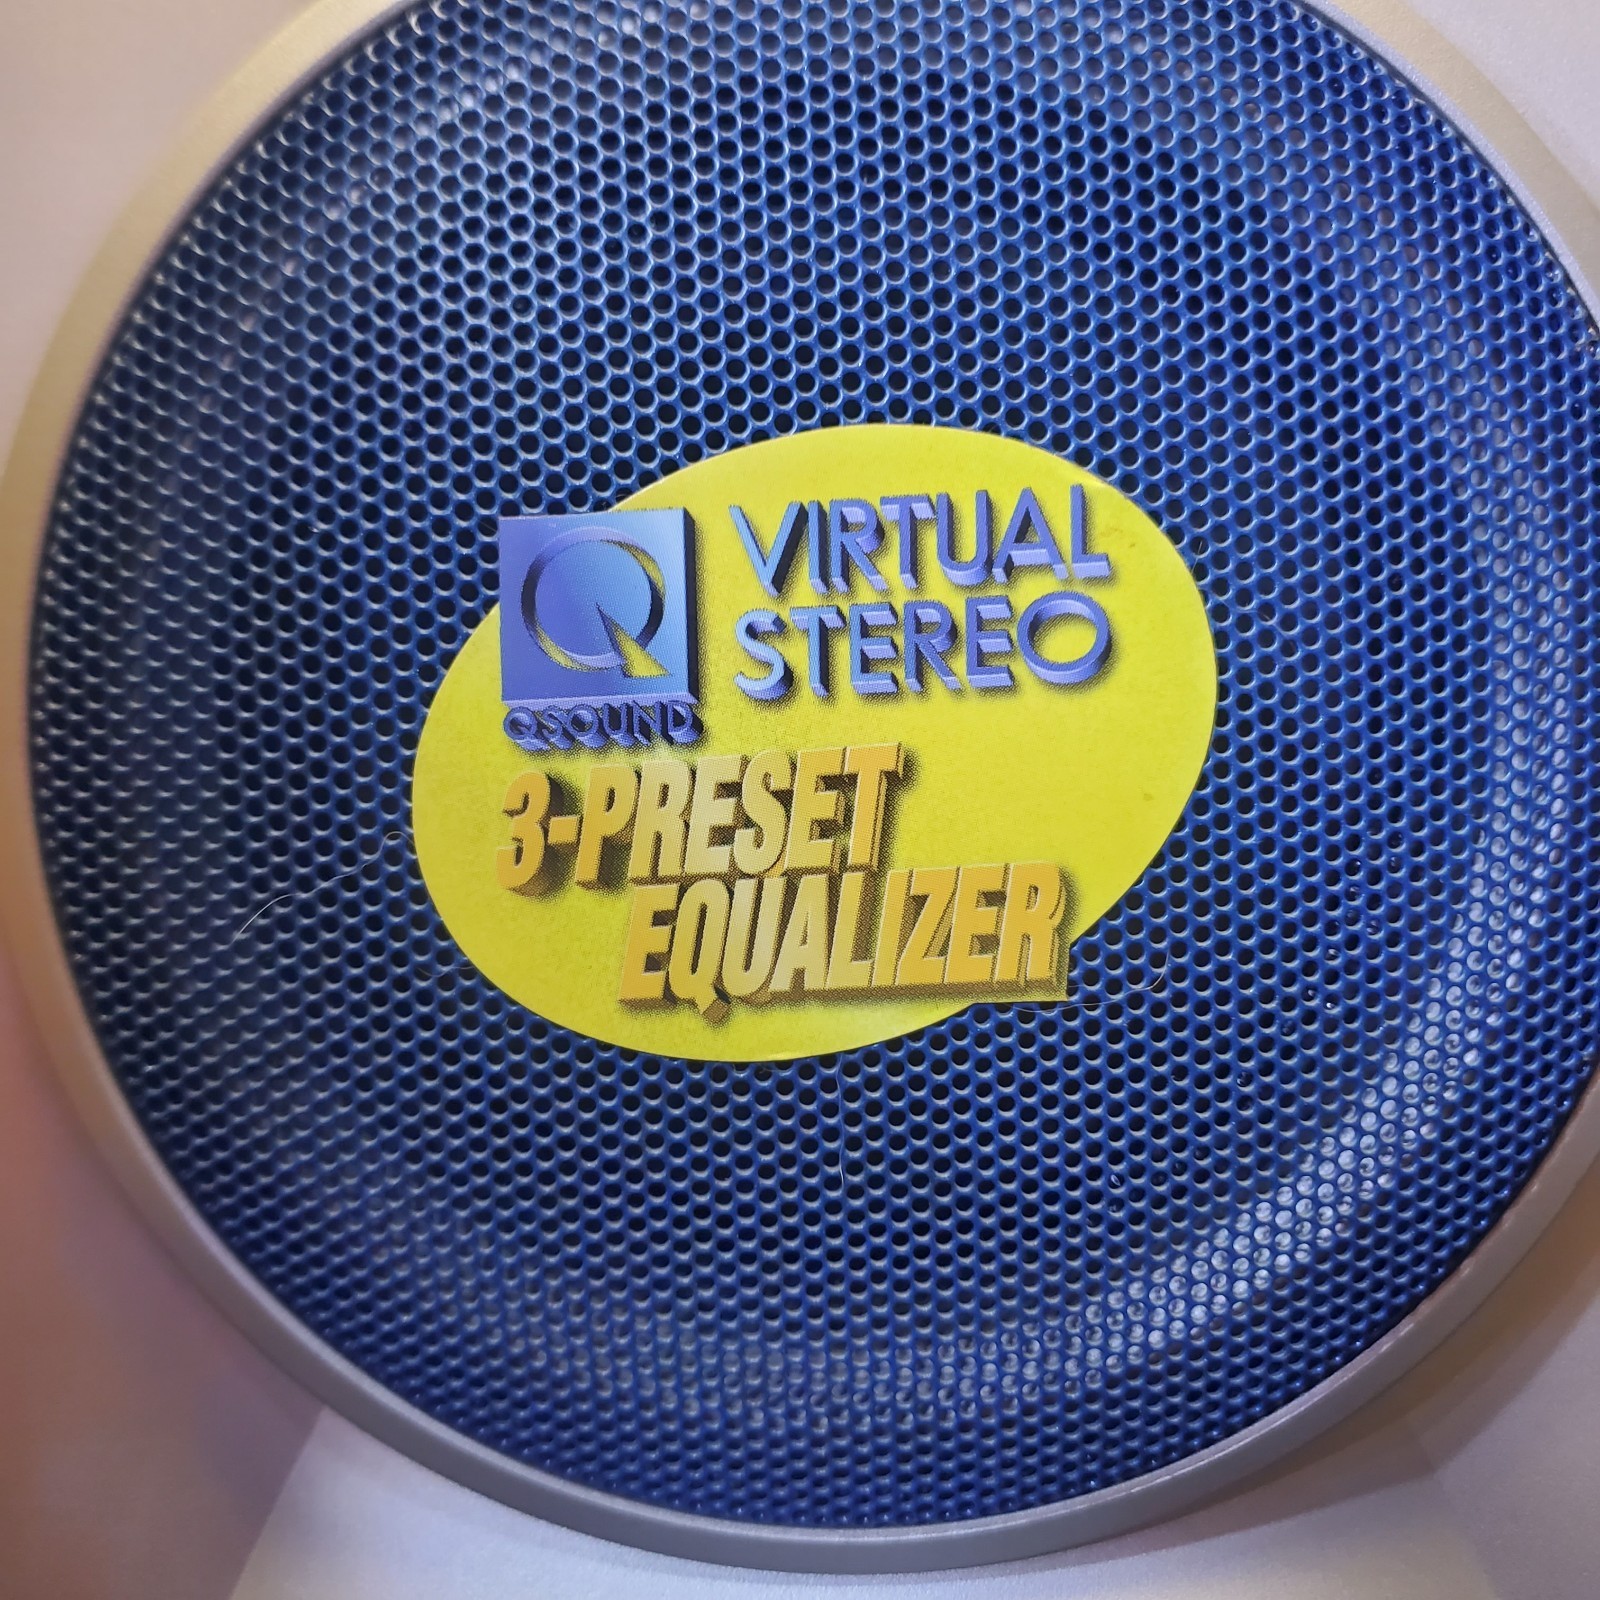 Q
QSOUND
VIRTUAL
STEREO
3-PRESET
EQUALIZER